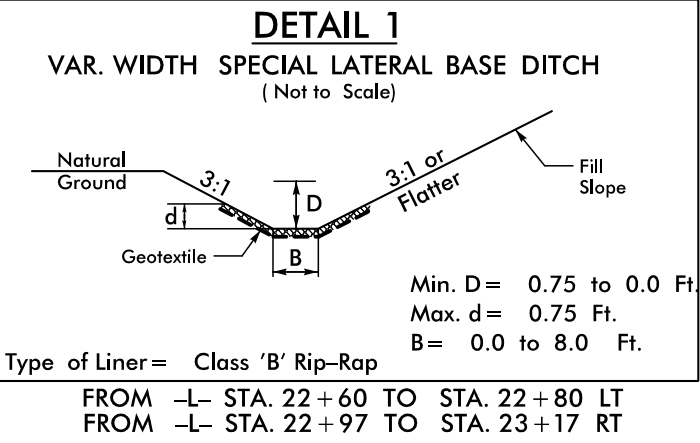 DETAIL 1
VAR. WIDTH SPECIAL LATERAL BASE DITCH
( Not to Scale)
Natural
Ground
3:1
D
3:1 or
Flatter
Fill
Slope
d
Geotextile
B
Min. D= 0.75 to 0.0 Ft.
Max. d= 0.75 Ft.
B= 0.0 to 8.0 Ft.
Type of Liner= Class 'B' Rip-Rap
FROM -L- STA. 22+60 TO STA. 22+80 LT
FROM -L- STA. 22+97 TO STA. 23+17 RT